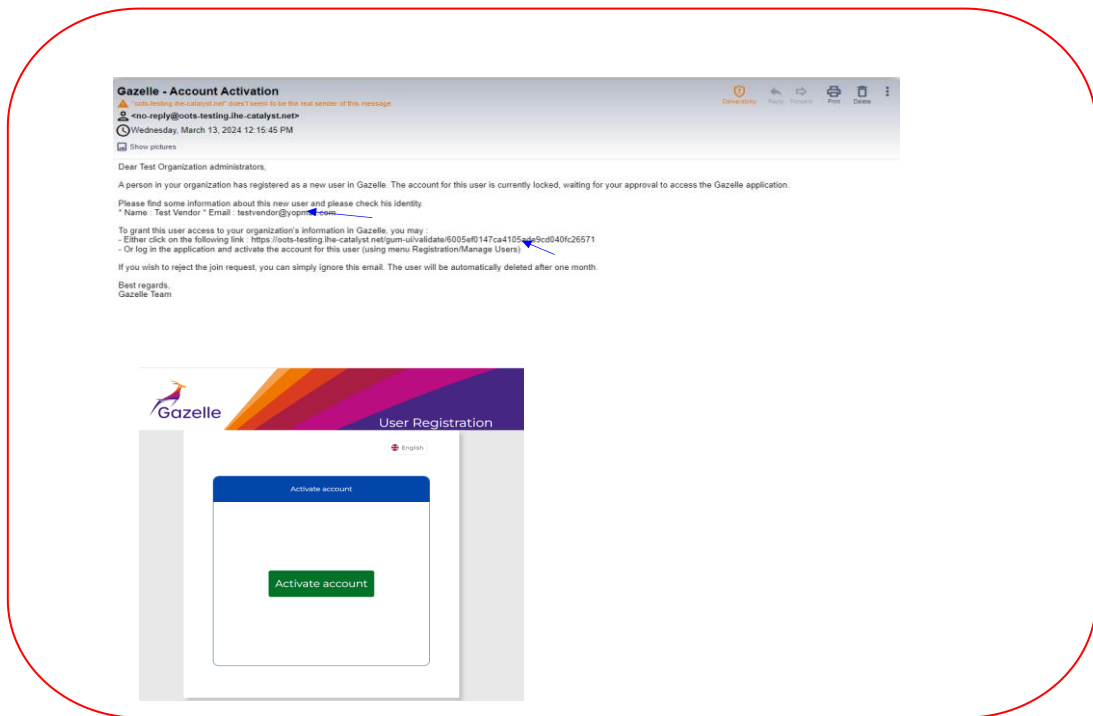 Gazelle - Account Activation
"oots-testing.ihe-catalyst.net" does't seem to be the real sender of this message
<no-reply@oots-testing.ihe-catalyst.net>
Wednesday, March 13, 2024 12:15:45 PM
Show pictures
Deliverability Reply Forward Print Delete
Dear Test Organization administrators,
A person in your organization has registered as a new user in Gazelle. The account for this user is currently locked, waiting for your approval to access the Gazelle application.
Please find some information about this new user and please check his identity.
* Name : Test Vendor * Email : testvendor@yopmail.com
To grant this user access to your organization's information in Gazelle, you may :
- Either click on the following link : https://oots-testing.ihe-catalyst.net/gum-ui/validate/6005ef0147ca4105ade9cd040fc26571
- Or log in the application and activate the account for this user (using menu Registration/Manage Users)
If you wish to reject the join request, you can simply ignore this email. The user will be automatically deleted after one month.
Best regards,
Gazelle Team
Gazelle
User Registration
English
Activate account
Activate account